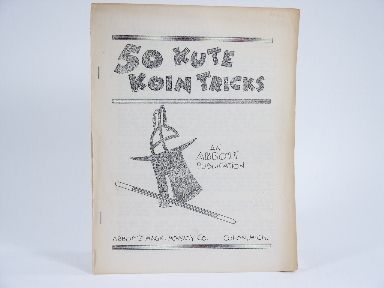 50 KUTE
KOIN TRICKS
AN
ABBOTT
PUBLICATION
ABBOTT MAGIC NOVELTY CO. COLON, MICH.